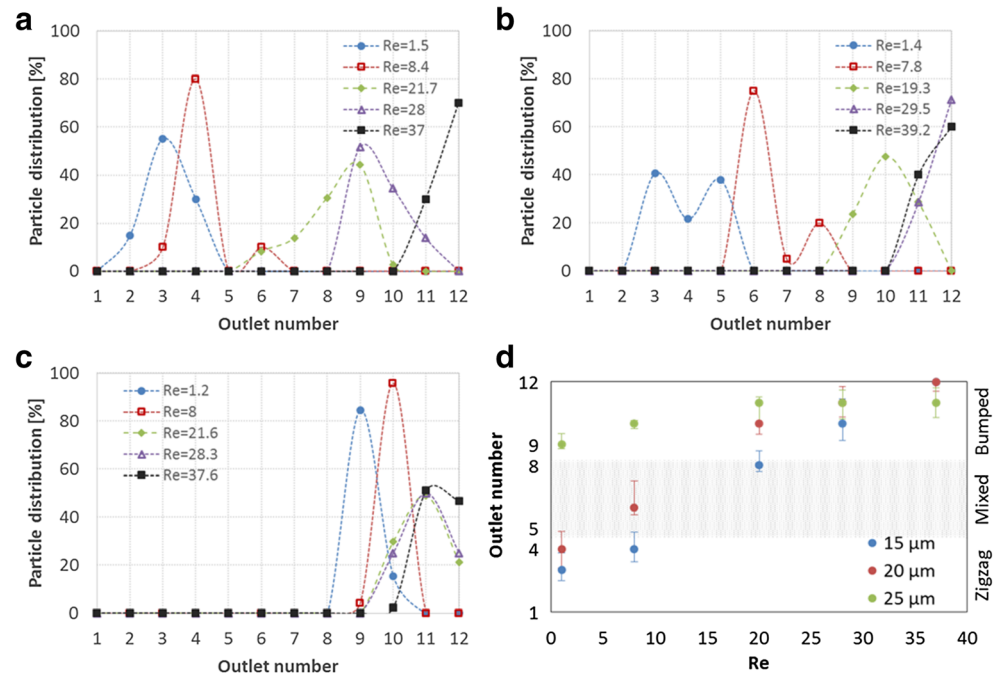 a
100
80
60
40
20
0
Particle distribution [%]
Re=1.5
Re=8.4
Re=21.7
Re=28
Re=37
1 2 3 4 5 6 7 8 9 10 11 12
Outlet number
b
100
80
60
40
20
0
Particle distribution [%]
Re=1.4
Re=7.8
Re=19.3
Re=29.5
Re=39.2
1 2 3 4 5 6 7 8 9 10 11 12
Outlet number
c
100
80
60
40
20
0
Particle distribution [%]
Re=1.2
Re=8
Re=21.6
Re=28.3
Re=37.6
1 2 3 4 5 6 7 8 9 10 11 12
Outlet number
d
12
9
8
5
4
1
Outlet number
Bumped
Mixed
Zigzag
15 μm
20 μm
25 μm
0 5 10 15 20 25 30 35 40
Re